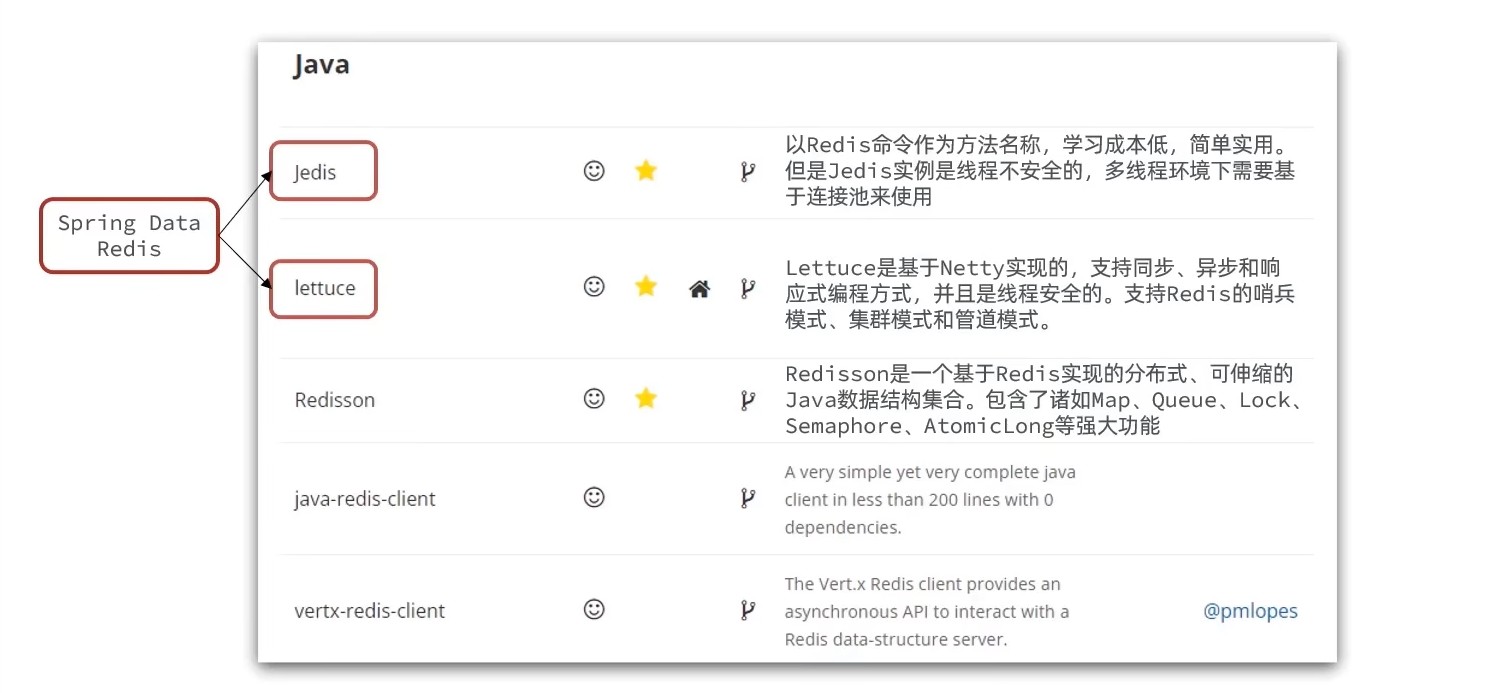 Java
Spring Data
Redis
Jedis
以Redis命令作为方法名称，学习成本低，简单实用。
但是Jedis实例是线程不安全的，多线程环境下需要基
于连接池来使用
lettuce
Lettuce是基于Netty实现的，支持同步、异步和响
应式编程方式，并且是线程安全的。支持Redis的哨兵
模式、集群模式和管道模式。
Redisson
Redisson是一个基于Redis实现的分布式、可伸缩的
Java数据结构集合。包含了诸如Map、Queue、Lock、
Semaphore、AtomicLong等强大功能
java-redis-client
A very simple yet very complete java
client in less than 200 lines with 0
dependencies.
vertx-redis-client
The Vert.x Redis client provides an
asynchronous API to interact with a
Redis data-structure server.
@pmlopes